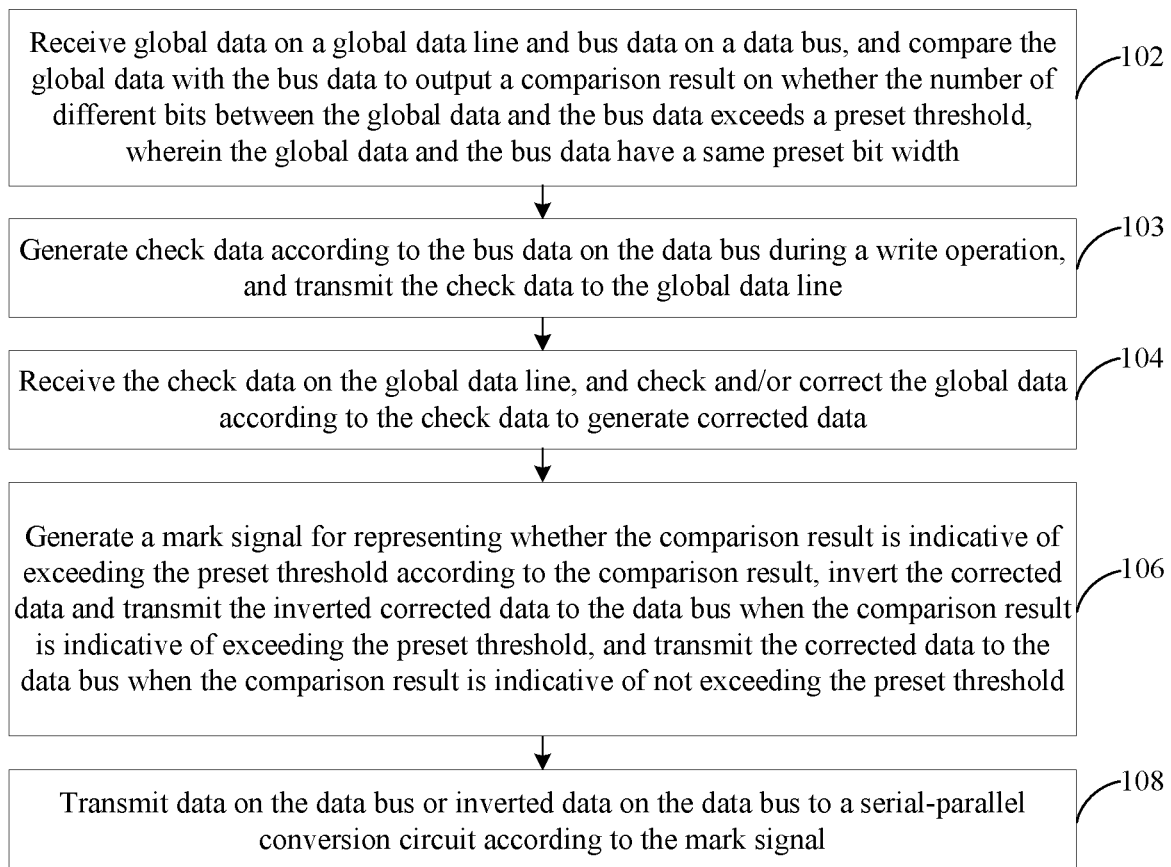 Receive global data on a global data line and bus data on a data bus, and compare the
global data with the bus data to output a comparison result on whether the number of
different bits between the global data and the bus data exceeds a preset threshold,
wherein the global data and the bus data have a same preset bit width
102
Generate check data according to the bus data on the data bus during a write operation,
and transmit the check data to the global data line
103
Receive the check data on the global data line, and check and/or correct the global data
according to the check data to generate corrected data
104
Generate a mark signal for representing whether the comparison result is indicative of
exceeding the preset threshold according to the comparison result, invert the corrected
data and transmit the inverted corrected data to the data bus when the comparison result
is indicative of exceeding the preset threshold, and transmit the corrected data to the
data bus when the comparison result is indicative of not exceeding the preset threshold
106
Transmit data on the data bus or inverted data on the data bus to a serial-parallel
conversion circuit according to the mark signal
108